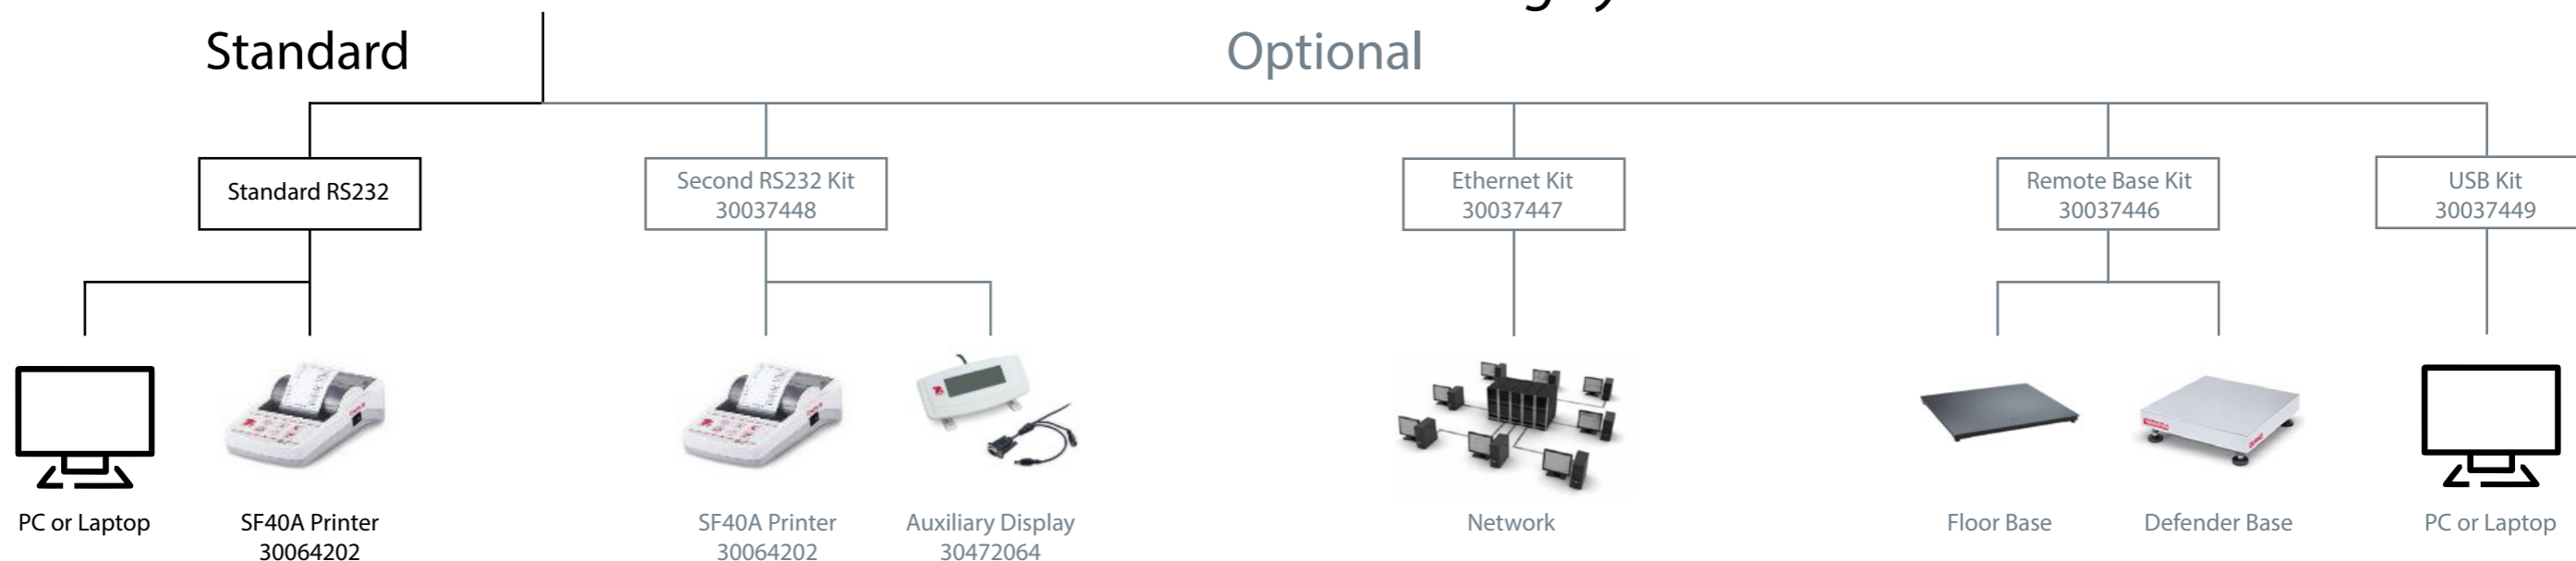 Standard
Optional
Standard RS232
Second RS232 Kit
30037448
Ethernet Kit
30037447
Remote Base Kit
30037446
USB Kit
30037449
PC or Laptop
SF40A Printer
30064202
SF40A Printer
30064202
Auxiliary Display
30472064
Network
Floor Base
Defender Base
PC or Laptop